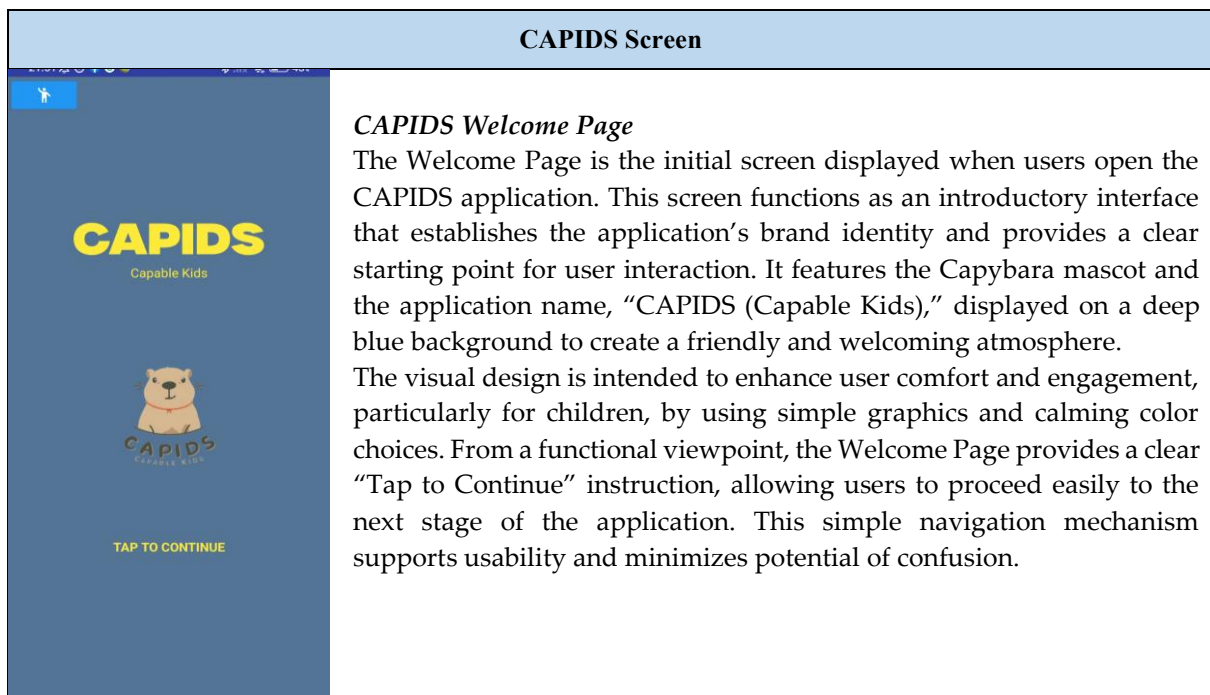 CAPIDS Screen
CAPIDS
Capable Kids
CAPIDS
CAPABLE KIDS
TAP TO CONTINUE
CAPIDS Welcome Page
The Welcome Page is the initial screen displayed when users open the
CAPIDS application. This screen functions as an introductory interface
that establishes the application’s brand identity and provides a clear
starting point for user interaction. It features the Capybara mascot and
the application name, “CAPIDS (Capable Kids),” displayed on a deep
blue background to create a friendly and welcoming atmosphere.
The visual design is intended to enhance user comfort and engagement,
particularly for children, by using simple graphics and calming color
choices. From a functional viewpoint, the Welcome Page provides a clear
“Tap to Continue” instruction, allowing users to proceed easily to the
next stage of the application. This simple navigation mechanism
supports usability and minimizes potential of confusion.